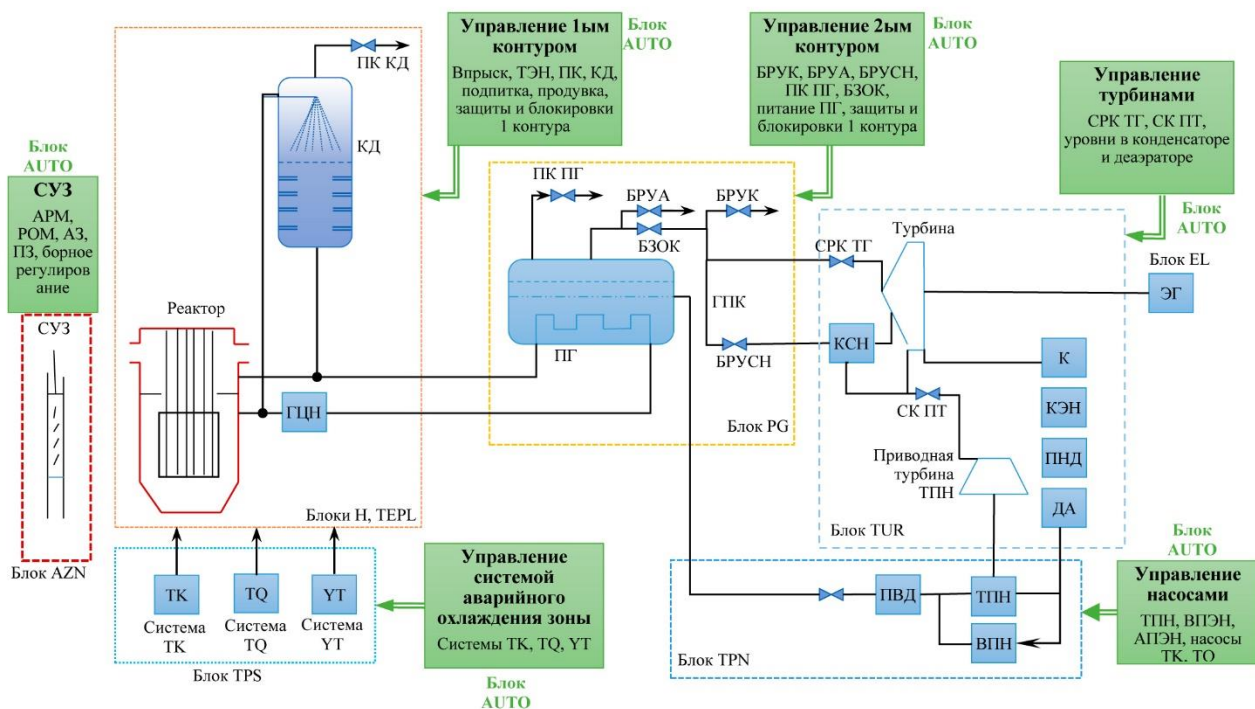 Блок
AUTO
СУЗ
АРМ,
РОМ, АЗ,
ПЗ, борное
регулиров
ание
СУЗ
Блок AZN
ПК КД
КД
Реактор
ГЦН
Блоки H, TEPL
Управление 1ым
контуром
Впрыск, ТЭН, ПК, КД,
подпитка, продувка,
защиты и блокировки
1 контура
Блок
AUTO
Управление 2ым
контуром
БРУК, БРУА, БРУСН,
ПК ПГ, БЗОК,
питание ПГ, защиты и
блокировки 1 контура
Блок
AUTO
Управление
турбинами
СРК ТГ, СК ПТ,
уровни в конденсаторе
и деаэраторе
Блок
AUTO
ПК ПГ
БРУА
БЗОК
БРУК
ГПК
БРУСН
ПГ
Блок PG
Турбина
СРК ТГ
КСН
СК ПТ
Приводная
турбина
ТПН
Блок TUR
Блок EL
ЭГ
К
КЭН
ПНД
ДА
TK
TQ
YT
Система
TK
Система
TQ
Система
YT
Блок TPS
Управление
системой
аварийного
охлаждения зоны
Системы TK, TQ, YT
Блок
AUTO
ПВД
ТПН
ВПН
Блок TPN
Блок
AUTO
Управление
насосами
ТПН, ВПЭН,
АПЭН, насосы
TK, TQ